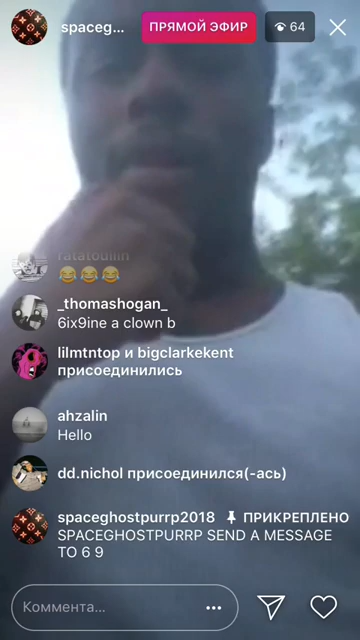 spaceg...
ПРЯМОЙ ЭФИР
64
ratatouillin
😂😂😂
_thomashogan_
6ix9ine a clown b
lilmtntop и bigclarkekent
присоединились
ahzalin
Hello
dd.nichol присоединился(-ась)
spaceghostpurrp2018 ПРИКРЕПЛЕНО
SPACEGHOSTPURRP SEND A MESSAGE
TO 6 9
Коммента...